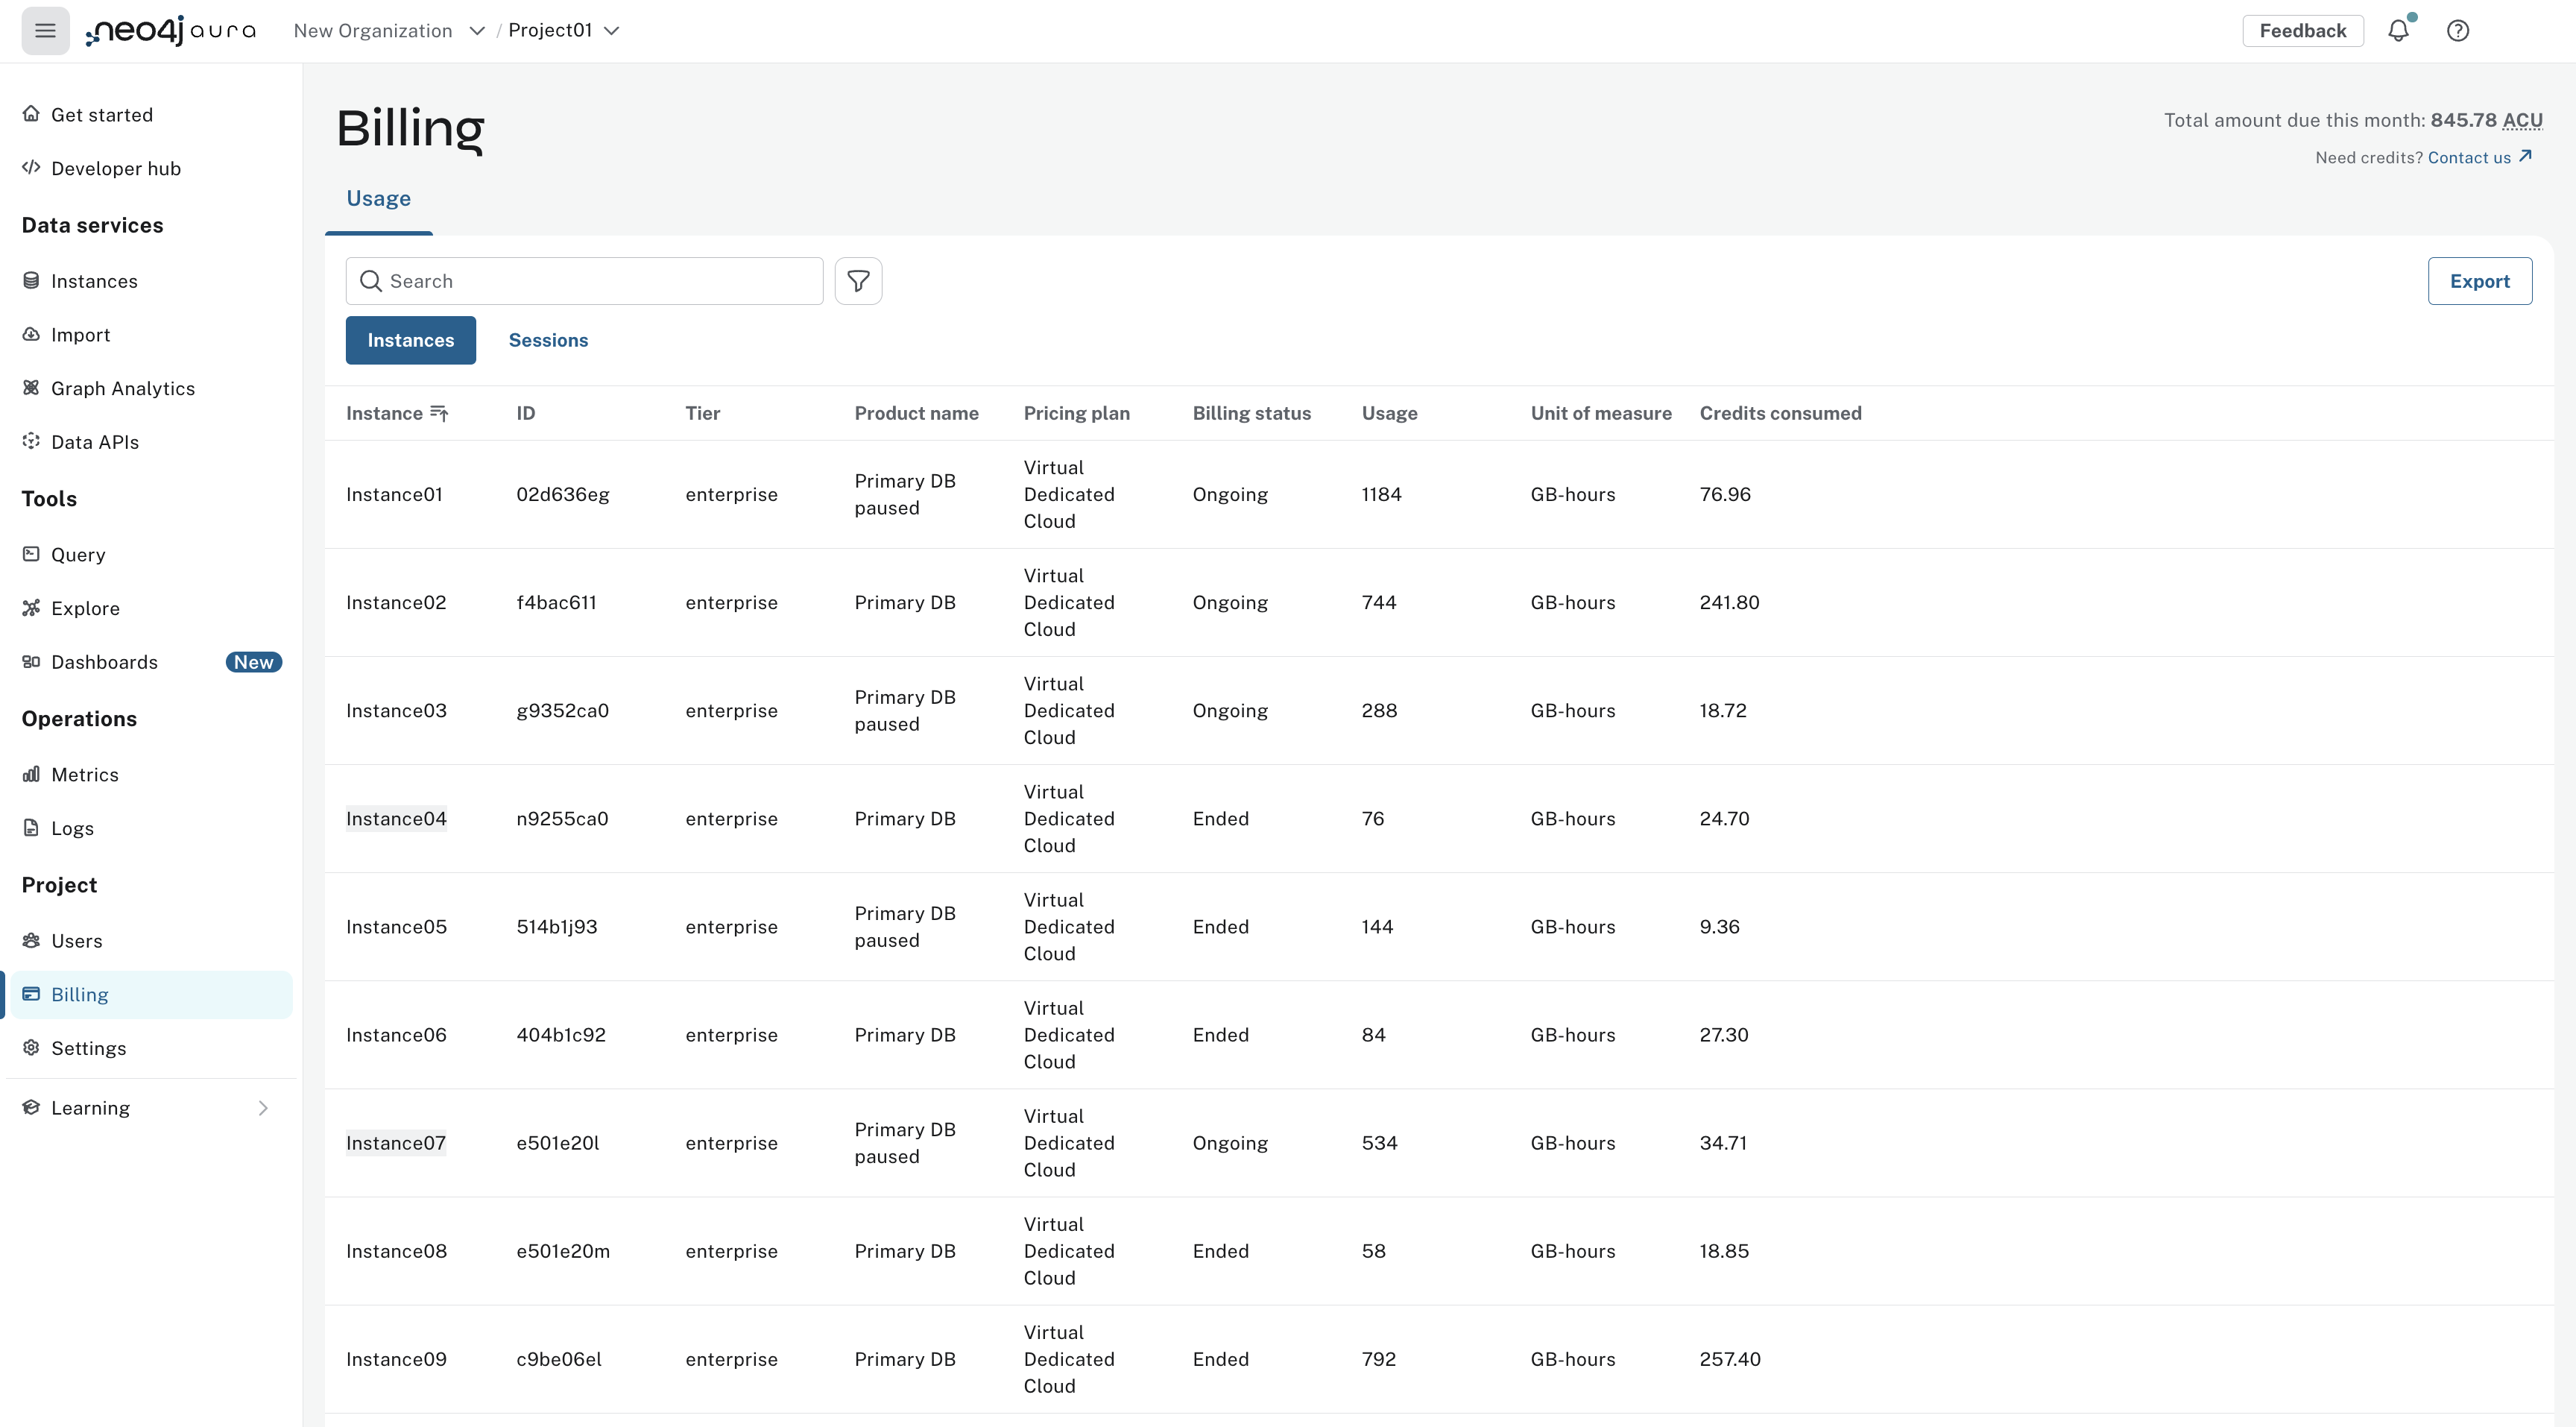 neo4j aura
New Organization / Project01
Feedback
Get started
Developer hub
Data services
Instances
Import
Graph Analytics
Data APIs
Tools
Query
Explore
Dashboards New
Operations
Metrics
Logs
Project
Users
Billing
Settings
Learning
Billing
Total amount due this month: 845.78 ACU
Need credits? Contact us
Usage
Search
Export
Instances Sessions
Instance ID Tier Product name Pricing plan Billing status Usage Unit of measure Credits consumed
Instance01 02d636eg enterprise Primary DB paused Virtual Dedicated Cloud Ongoing 1184 GB-hours 76.96
Instance02 f4bac611 enterprise Primary DB Virtual Dedicated Cloud Ongoing 744 GB-hours 241.80
Instance03 g9352ca0 enterprise Primary DB paused Virtual Dedicated Cloud Ongoing 288 GB-hours 18.72
Instance04 n9255ca0 enterprise Primary DB Virtual Dedicated Cloud Ended 76 GB-hours 24.70
Instance05 514b1j93 enterprise Primary DB paused Virtual Dedicated Cloud Ended 144 GB-hours 9.36
Instance06 404b1c92 enterprise Primary DB Virtual Dedicated Cloud Ended 84 GB-hours 27.30
Instance07 e501e20l enterprise Primary DB paused Virtual Dedicated Cloud Ongoing 534 GB-hours 34.71
Instance08 e501e20m enterprise Primary DB Virtual Dedicated Cloud Ended 58 GB-hours 18.85
Instance09 c9be06el enterprise Primary DB Virtual Dedicated Cloud Ended 792 GB-hours 257.40